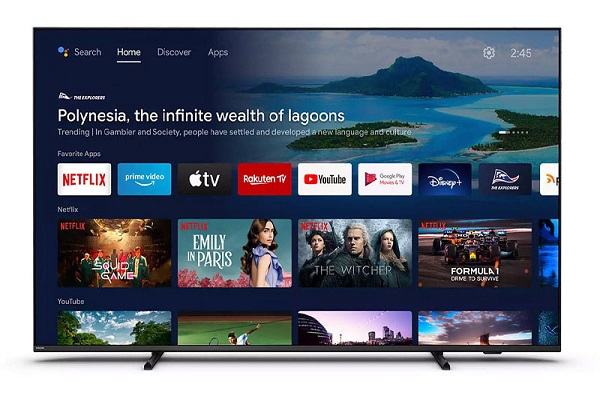 Search Home Discover Apps 2:45
THE EXPLORERS
Polynesia, the infinite wealth of lagoons
Trending | In Gambier and Society, people have settled and developed a new language and culture
Favorite Apps
NETFLIX prime video tv Rakuten TV YouTube Google Play Movies & TV Disney+ THE EXPLORERS
Netflix
NETFLIX NETFLIX NETFLIX NETFLIX
SQUID GAME
EMILY IN PARIS
THE WITCHER
FORMULA 1
DRIVE TO SURVIVE
YouTube